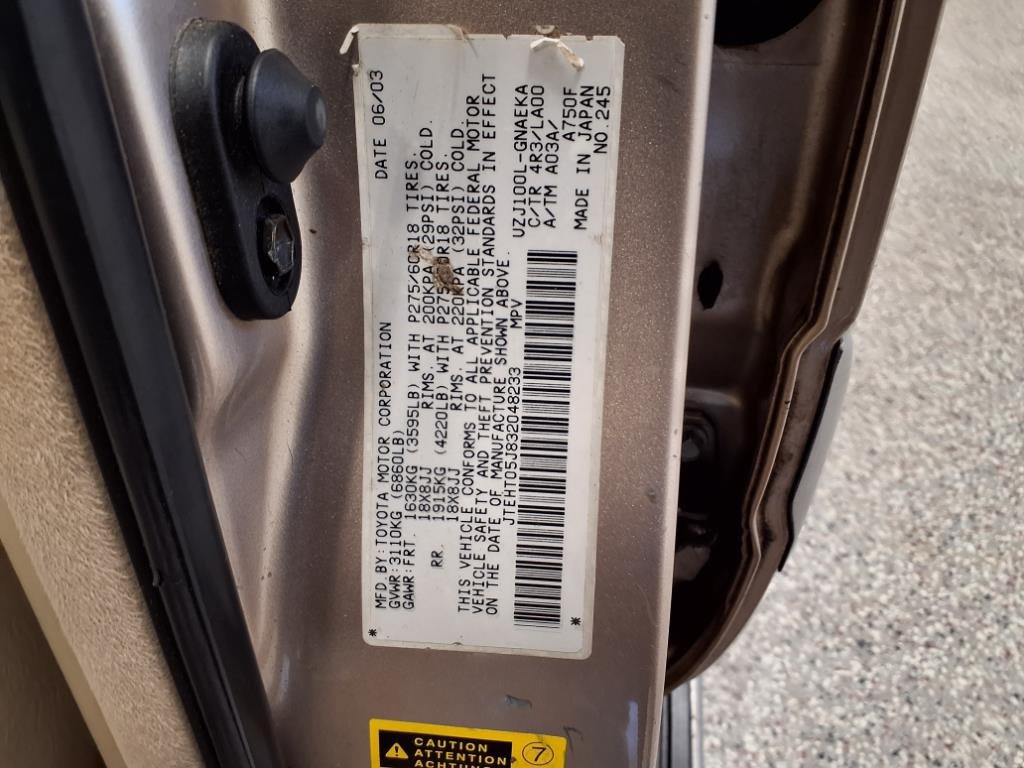 MFD BY:TOYOTA MOTOR CORPORATION DATE 06/03
GVWR:3110KG (6860LB)
GAWR:FRT. 1630KG (3595LB) WITH P275/6CR18 TIRES.
18X8JJ RIMS. AT 200KPA (29PSI) COLD.
RR. 1915KG (4220LB) WITH P275/60R18 TIRES.
18X8JJ RIMS. AT 220KPA (32PSI) COLD.
THIS VEHICLE CONFORMS TO ALL APPLICABLE FEDERAL MOTOR
VEHICLE SAFETY AND THEFT PREVENTION STANDARDS IN EFFECT
ON THE DATE OF MANUFACTURE SHOWN ABOVE.
JTEHT05J832048233 MPV
UZJ100L-GNAEKA
C/TR 4R3/LA00
A/TM A03A/ A750F
MADE IN JAPAN
NO.245
* *
CAUTION
ATTENTION
ACHTUNG
7